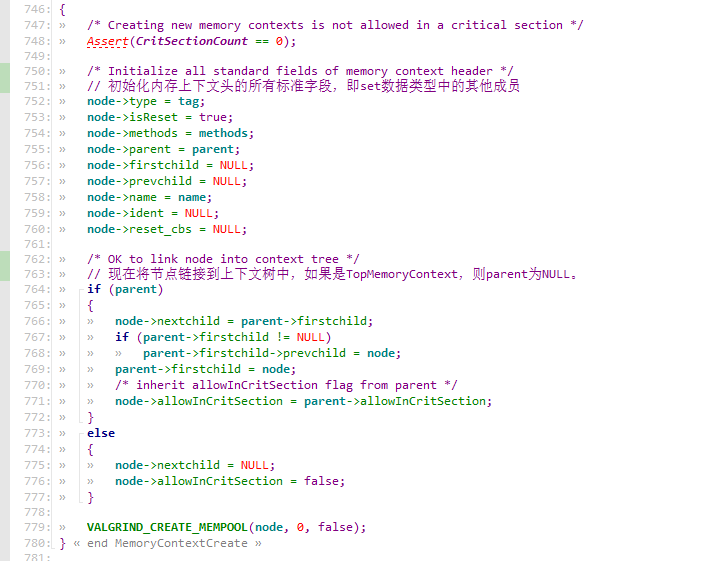 746: {
747: » /* Creating new memory contexts is not allowed in a critical section */
748: » Assert(CritSectionCount == 0);
749:
750: » /* Initialize all standard fields of memory context header */
751: » // 初始化内存上下文头的所有标准字段，即set数据类型中的其他成员
752: » node->type = tag;
753: » node->isReset = true;
754: » node->methods = methods;
755: » node->parent = parent;
756: » node->firstchild = NULL;
757: » node->prevchild = NULL;
758: » node->name = name;
759: » node->ident = NULL;
760: » node->reset_cbs = NULL;
761:
762: » /* OK to link node into context tree */
763: » // 现在将节点链接到上下文树中，如果是TopMemoryContext，则parent为NULL。
764: » if (parent)
765: » {
766: » » node->nextchild = parent->firstchild;
767: » » if (parent->firstchild != NULL)
768: » » » parent->firstchild->prevchild = node;
769: » » parent->firstchild = node;
770: » » /* inherit allowInCritSection flag from parent */
771: » » node->allowInCritSection = parent->allowInCritSection;
772: » }
773: » else
774: » {
775: » » node->nextchild = NULL;
776: » » node->allowInCritSection = false;
777: » }
778:
779: » VALGRIND_CREATE_MEMPOOL(node, 0, false);
780: } « end MemoryContextCreate »
781: